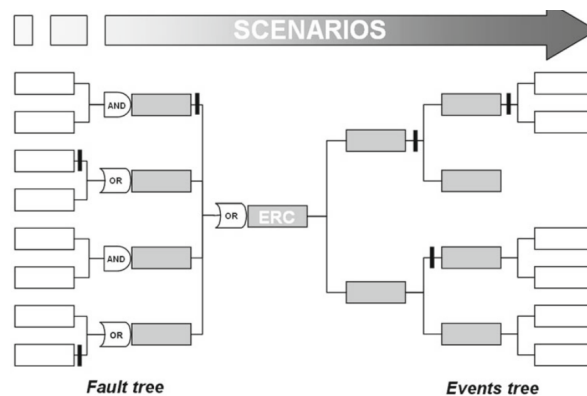 SCENARIOS
AND
OR
OR
ERC
AND
OR
Fault tree
Events tree